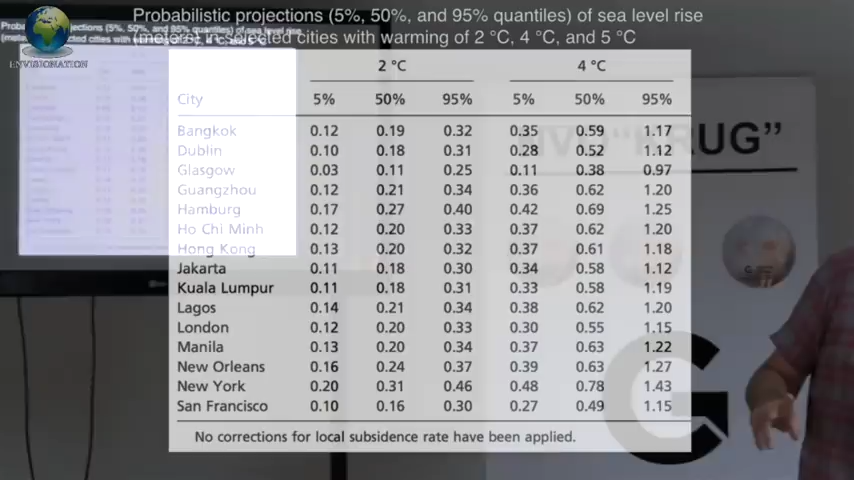 Probabilistic projections (5%, 50%, and 95% quantiles) of sea level rise
(meters) in selected cities with warming of 2 °C, 4 °C, and 5 °C
ENVISIONATION
2 °C 4 °C
City 5% 50% 95% 5% 50% 95%
Bangkok 0.12 0.19 0.32 0.35 0.59 1.17
Dublin 0.10 0.18 0.31 0.28 0.52 1.12
Glasgow 0.03 0.11 0.25 0.11 0.38 0.97
Guangzhou 0.12 0.21 0.34 0.36 0.62 1.20
Hamburg 0.17 0.27 0.40 0.42 0.69 1.25
Ho Chi Minh 0.12 0.20 0.33 0.37 0.62 1.20
Hong Kong 0.13 0.20 0.32 0.37 0.61 1.18
Jakarta 0.11 0.18 0.30 0.34 0.58 1.12
Kuala Lumpur 0.11 0.18 0.31 0.33 0.58 1.19
Lagos 0.14 0.21 0.34 0.38 0.62 1.20
London 0.12 0.20 0.33 0.30 0.55 1.15
Manila 0.13 0.20 0.34 0.37 0.63 1.22
New Orleans 0.16 0.24 0.37 0.39 0.63 1.27
New York 0.20 0.31 0.46 0.48 0.78 1.43
San Francisco 0.10 0.16 0.30 0.27 0.49 1.15
No corrections for local subsidence rate have been applied.
"KRUG"